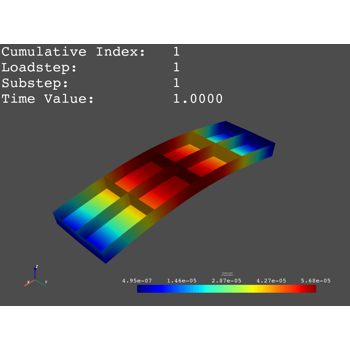 Cumulative Index: 1
Loadstep: 1
Substep: 1
Time Value: 1.0000
4.95e-07 1.46e-05 2.87e-05 4.27e-05 5.68e-05